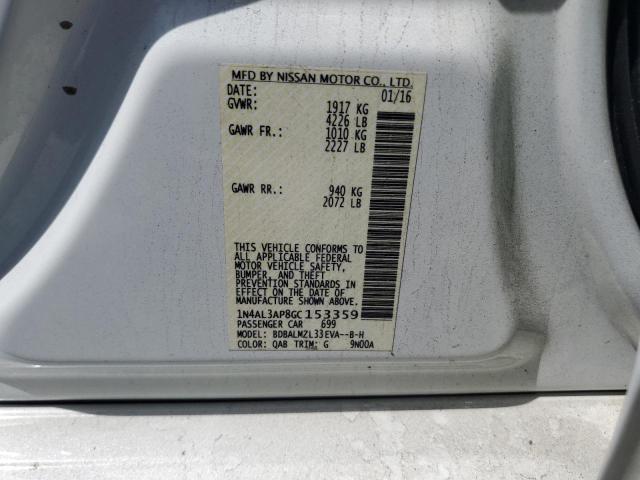 MFD BY NISSAN MOTOR CO., LTD.
DATE: 01/16
GVWR: 1917 KG
4226 LB
GAWR FR.: 1010 KG
2227 LB
GAWR RR.: 940 KG
2072 LB
THIS VEHICLE CONFORMS TO
ALL APPLICABLE FEDERAL
MOTOR VEHICLE SAFETY,
BUMPER, AND THEFT
PREVENTION STANDARDS IN
EFFECT ON THE DATE OF
MANUFACTURE SHOWN ABOVE.
1N4AL3AP8GC153359
PASSENGER CAR 699
MODEL: BDBALMZL33EVA--B-H
COLOR: QAB TRIM: G 9N00A